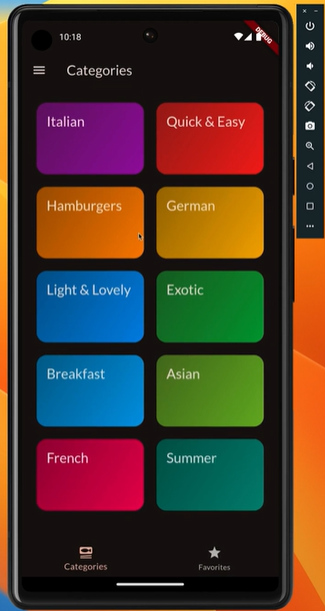 10:18
DEBUG
Categories
Italian
Quick & Easy
Hamburgers
German
Light & Lovely
Exotic
Breakfast
Asian
French
Summer
Categories
Favorites